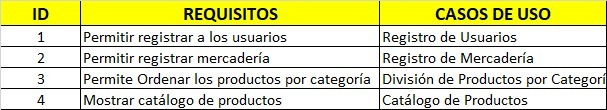 ID REQUISITOS CASOS DE USO
1 Permitir registrar a los usuarios Registro de Usuarios
2 Permitir registrar mercadería Registro de Mercadería
3 Permite Ordenar los productos por categoría División de Productos por Categorí
4 Mostrar catálogo de productos Catálogo de Productos